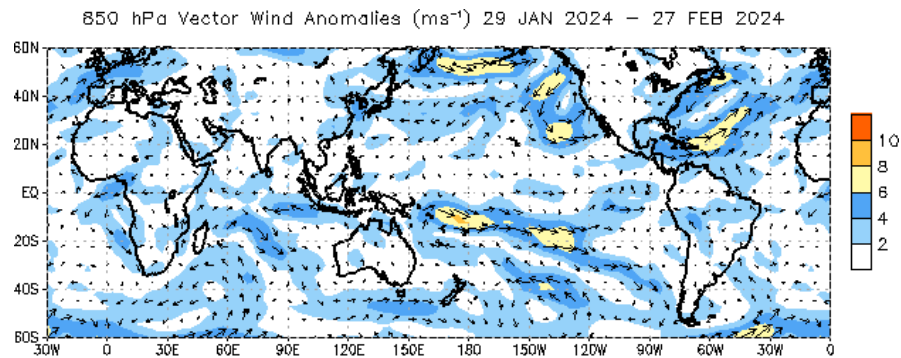 850 hPa Vector Wind Anomalies (ms⁻¹) 29 JAN 2024 – 27 FEB 2024
60N
40N
20N
EQ
20S
40S
60S
30W 0 30E 60E 90E 120E 150E 180 150W 120W 90W 60W 30W 0
10
8
6
4
2